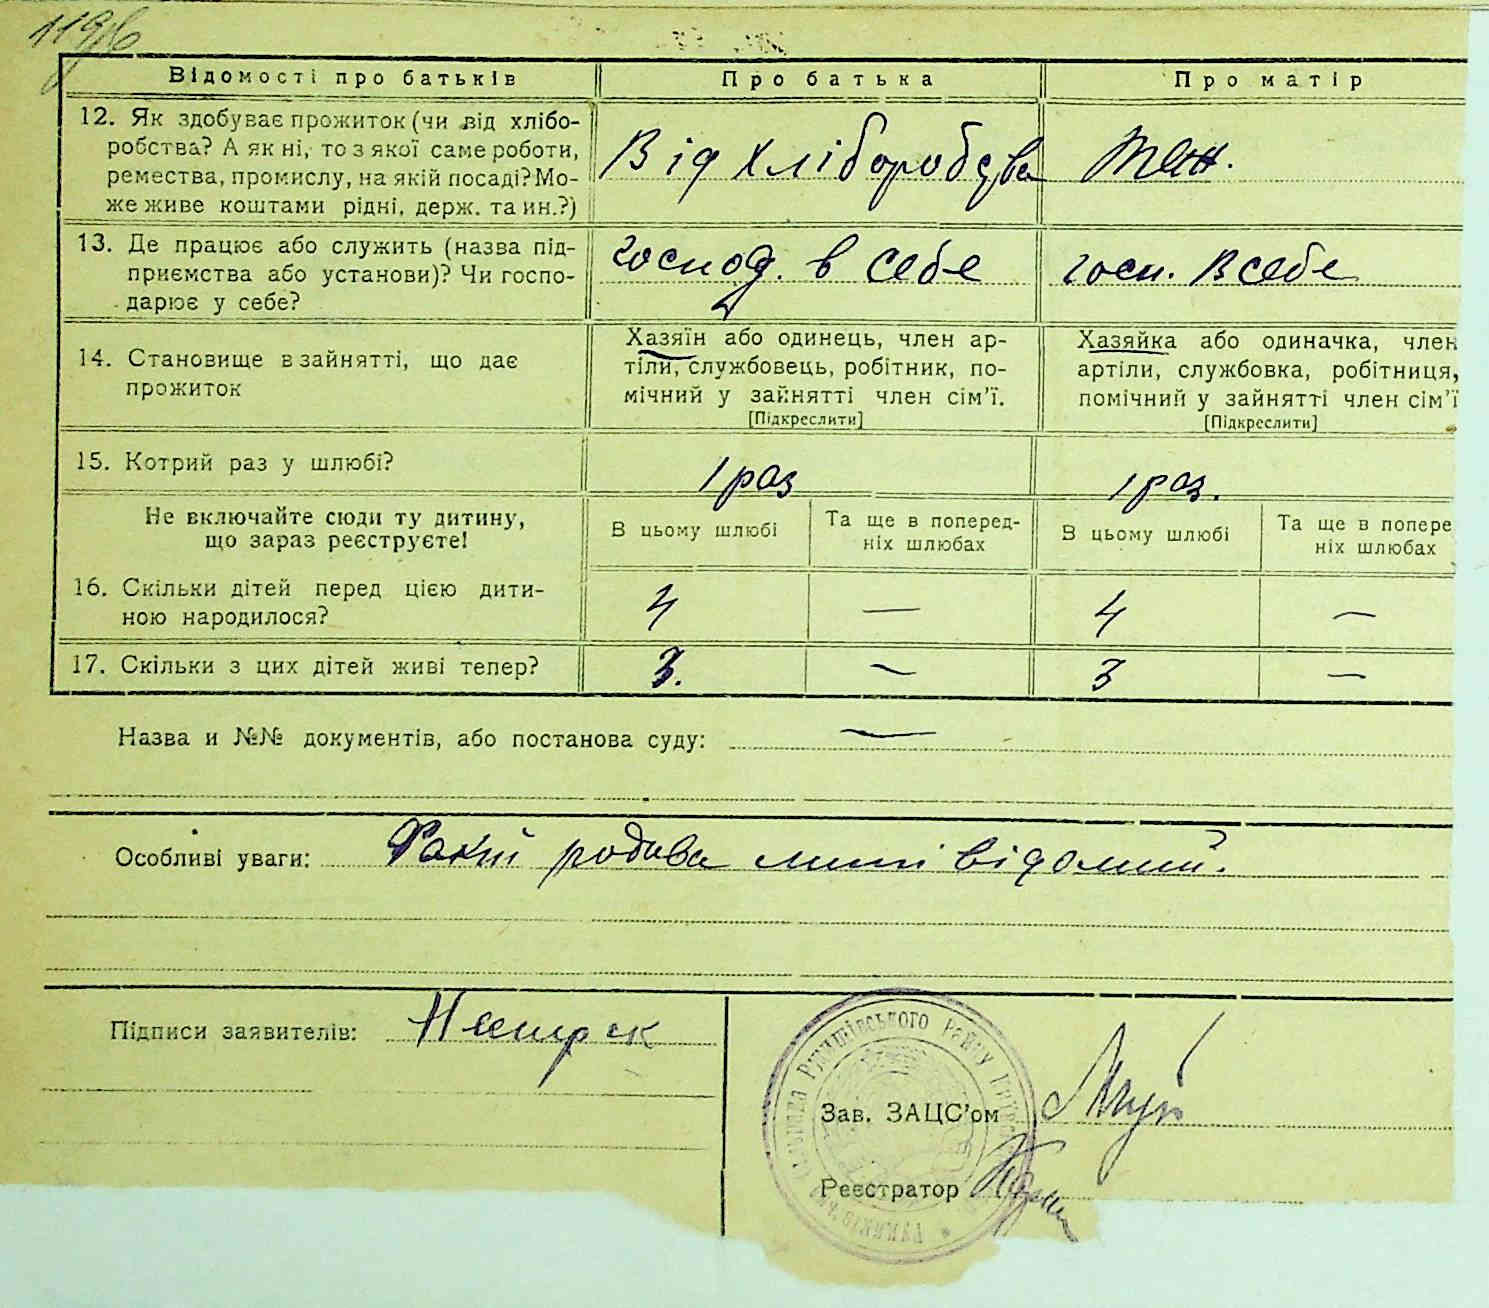 Відомості про батьків Про батька Про матір
12. Як здобуває прожиток (чи від хлібо-
робства? А як ні, то з якої саме роботи,
ремества, промислу, на якій посаді? Мо-
же живе коштами рідні, держ. та ин.?)
Від хліборобства теж.
13. Де працює або служить (назва під-
приємства або установи)? Чи госпо-
дарює у себе?
господ. в себе госп. в себе
14. Становище в зайнятті, що дає
прожиток
Хазяїн або одинець, член ар-
тіли, службовець, робітник, по-
мічний у зайнятті член сім'ї.
[Підкреслити]
Хазяйка або одиначка, член
артіли, службовка, робітниця,
помічний у зайнятті член сім'ї
[Підкреслити]
15. Котрий раз у шлюбі? 1 раз 1 раз.
Не включайте сюди ту дитину,
що зараз реєструєте!
В цьому шлюбі
Та ще в поперед-
ніх шлюбах
В цьому шлюбі
Та ще в попере
ніх шлюбах
16. Скільки дітей перед цією дити-
ною народилося?
4 — 4 —
17. Скільки з цих дітей живі тепер? 3. — 3 —
Назва и №№ документів, або постанова суду: —
Особливі уваги: Факт родива мині відомий.
Підписи заявителів:
Зав. ЗАЦС'ом
Реєстратор